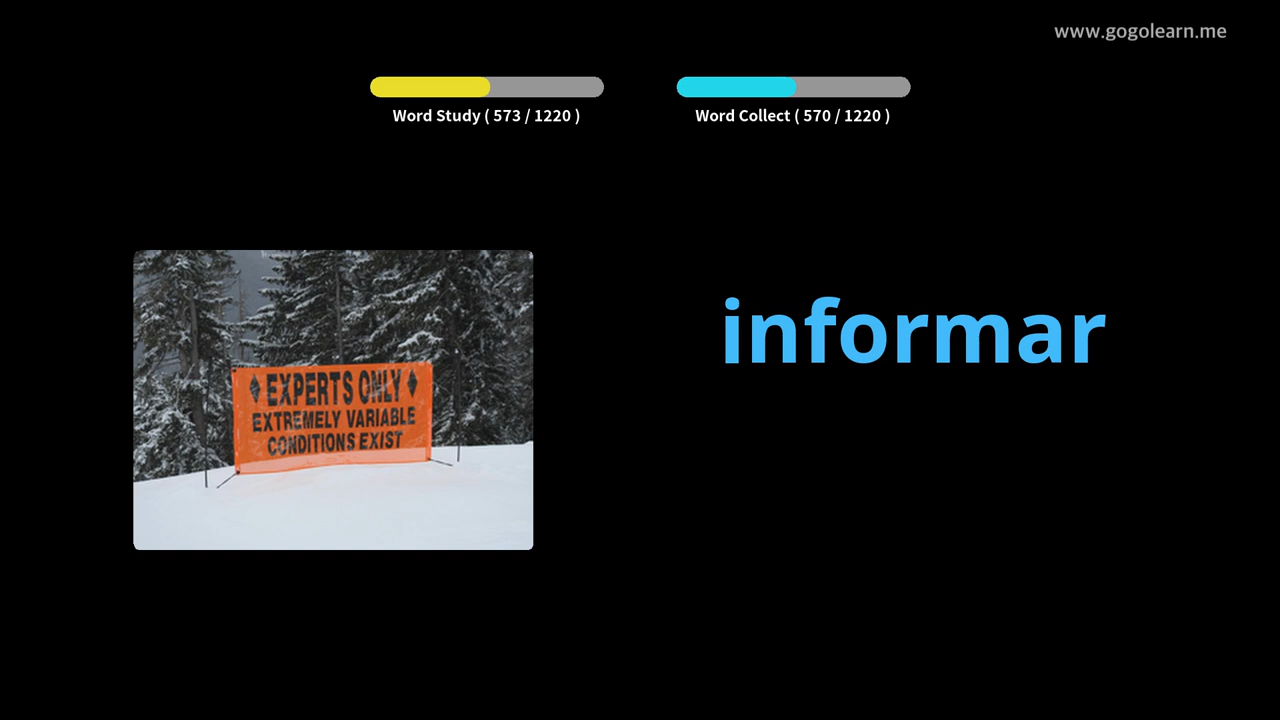 www.gogolearn.me
Word Study ( 573 / 1220 )
Word Collect ( 570 / 1220 )
informar
EXPERTS ONLY
EXTREMELY VARIABLE
CONDITIONS EXIST